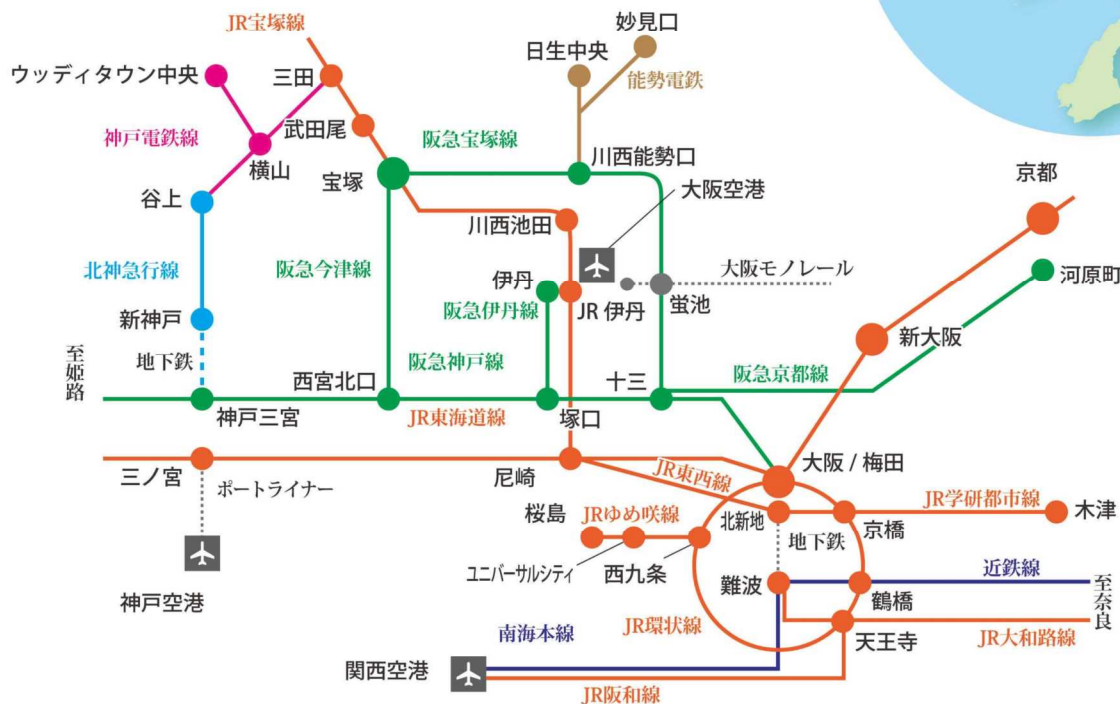 JR宝塚線
妙見口
日生中央
ウッディタウン中央
三田
能勢電鉄
神戸電鉄線
武田尾
阪急宝塚線
横山
宝塚
川西能勢口
大阪空港
京都
谷上
川西池田
北神急行線
阪急今津線
伊丹
大阪モノレール
河原町
阪急伊丹線
JR 伊丹
蛍池
新神戸
新大阪
至姫路
地下鉄
阪急神戸線
西宮北口
十三
阪急京都線
神戸三宮
JR東海道線
塚口
大阪 / 梅田
三ノ宮
ポートライナー
尼崎
JR東西線
桜島
JRゆめ咲線
北新地
JR学研都市線
木津
地下鉄
京橋
ユニバーサルシティ
西九条
神戸空港
難波
近鉄線
至奈良
鶴橋
南海本線
JR環状線
天王寺
JR大和路線
関西空港
JR阪和線